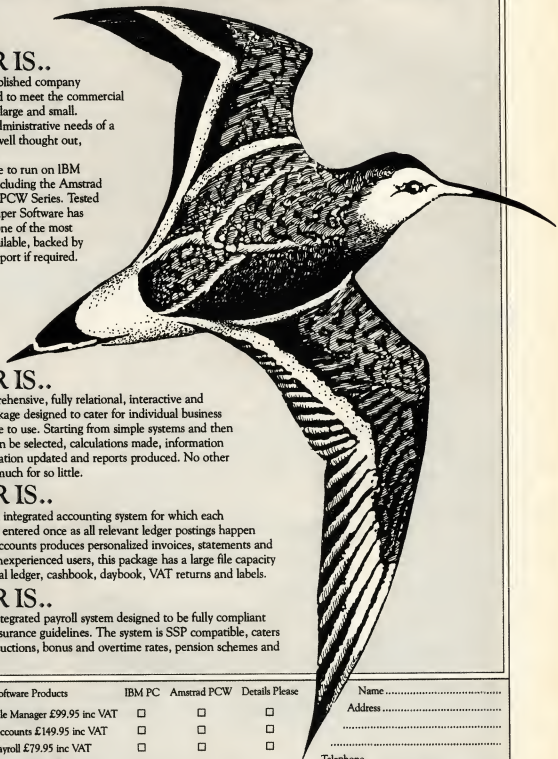 R IS..
blished company
d to meet the commercial
large and small.
dministrative needs of a
well thought out,
e to run on IBM
cluding the Amstrad
PCW Series. Tested
per Software has
ne of the most
ilable, backed by
port if required.
R IS..
rehensive, fully relational, interactive and
kage designed to cater for individual business
e to use. Starting from simple systems and then
n be selected, calculations made, information
ation updated and reports produced. No other
much for so little.
R IS..
integrated accounting system for which each
entered once as all relevant ledger postings happen
ccounts produces personalized invoices, statements and
nexperienced users, this package has a large file capacity
al ledger, cashbook, daybook, VAT returns and labels.
R IS..
tegrated payroll system designed to be fully compliant
surance guidelines. The system is SSP compatible, caters
uctions, bonus and overtime rates, pension schemes and
oftware Products IBM PC Amstrad PCW Details Please
le Manager £99.95 inc VAT
ccounts £149.95 inc VAT
ayroll £79.95 inc VAT
Name
Address
Telephone